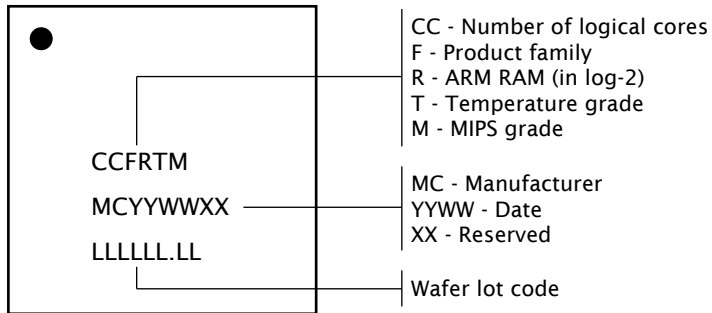 CCFRTM
MCYYWWXX
LLLLLL.LL
CC - Number of logical cores
F - Product family
R - ARM RAM (in log-2)
T - Temperature grade
M - MIPS grade
MC - Manufacturer
YYWW - Date
XX - Reserved
Wafer lot code